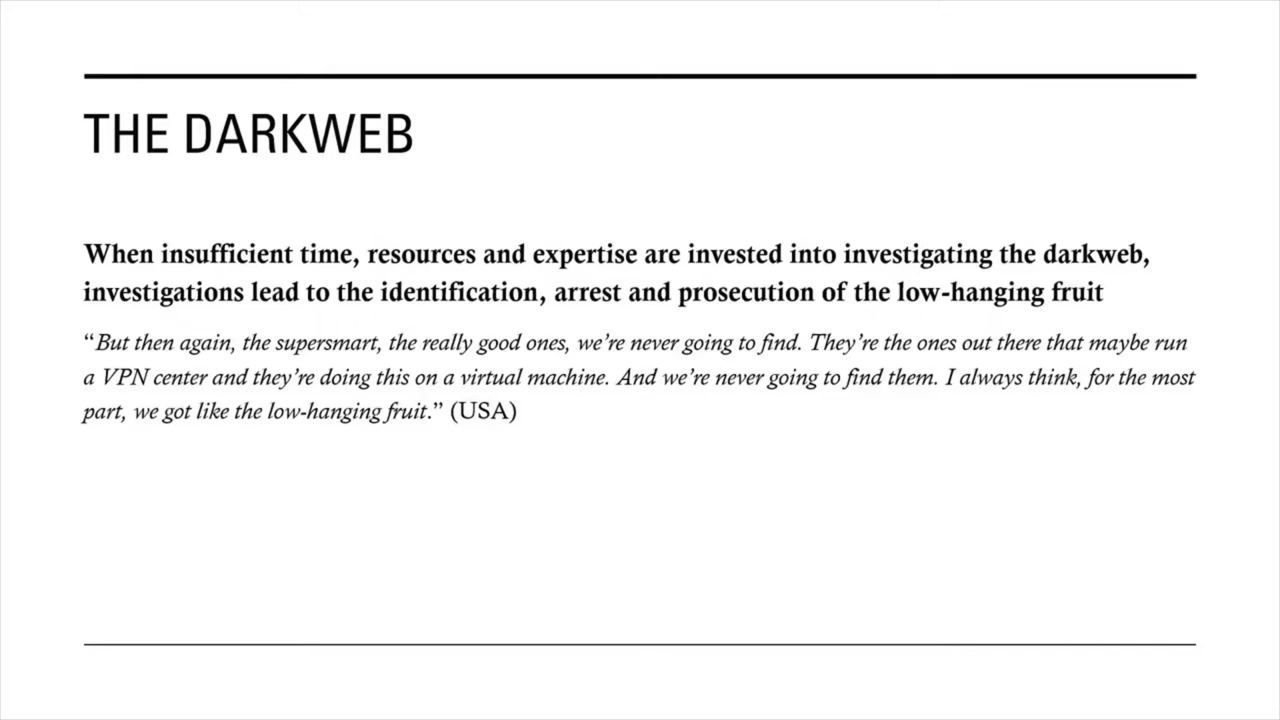 THE DARKWEB
When insufficient time, resources and expertise are invested into investigating the darkweb,
investigations lead to the identification, arrest and prosecution of the low-hanging fruit
“But then again, the supersmart, the really good ones, we’re never going to find. They’re the ones out there that maybe run
a VPN center and they’re doing this on a virtual machine. And we’re never going to find them. I always think, for the most
part, we got like the low-hanging fruit.” (USA)